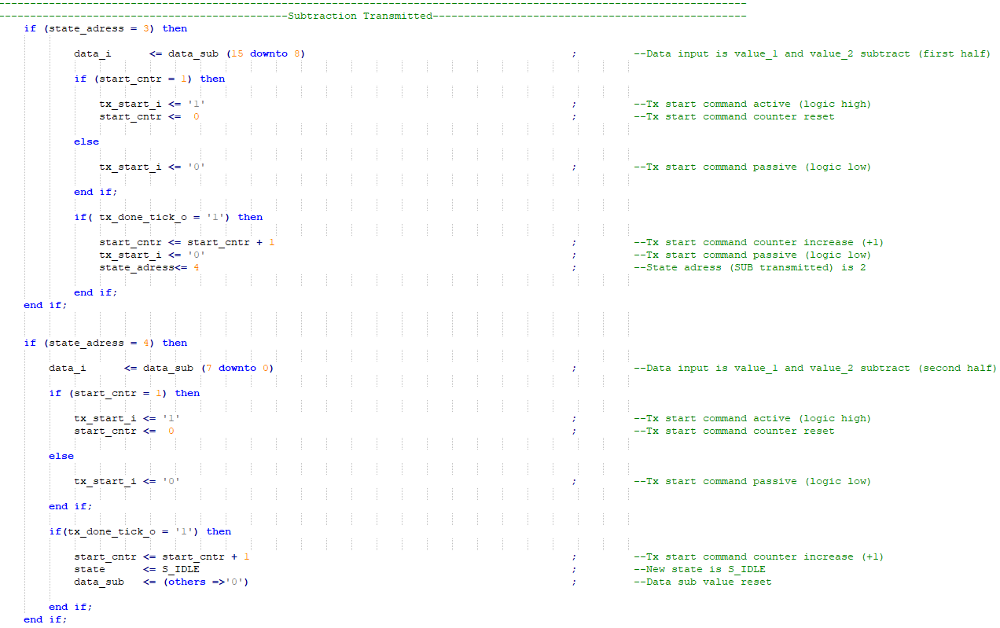 -----------------------------------------------------------------------------------------------------------------------
----------------------------------------------Subtraction Transmitted--------------------------------------------------
if (state_adress = 3) then
data_i <= data_sub (15 downto 8) ; --Data input is value_1 and value_2 subtract (first half)
if (start_cntr = 1) then
tx_start_i <= '1' ; --Tx start command active (logic high)
start_cntr <= 0 ; --Tx start command counter reset
else
tx_start_i <= '0' ; --Tx start command passive (logic low)
end if;
if( tx_done_tick_o = '1') then
start_cntr <= start_cntr + 1 ; --Tx start command counter increase (+1)
tx_start_i <= '0' ; --Tx start command passive (logic low)
state_adress<= 4 ; --State adress (SUB transmitted) is 2
end if;
end if;
if (state_adress = 4) then
data_i <= data_sub (7 downto 0) ; --Data input is value_1 and value_2 subtract (second half)
if (start_cntr = 1) then
tx_start_i <= '1' ; --Tx start command active (logic high)
start_cntr <= 0 ; --Tx start command counter reset
else
tx_start_i <= '0' ; --Tx start command passive (logic low)
end if;
if(tx_done_tick_o = '1') then
start_cntr <= start_cntr + 1 ; --Tx start command counter increase (+1)
state <= S_IDLE ; --New state is S_IDLE
data_sub <= (others =>'0') ; --Data sub value reset
end if;
end if;